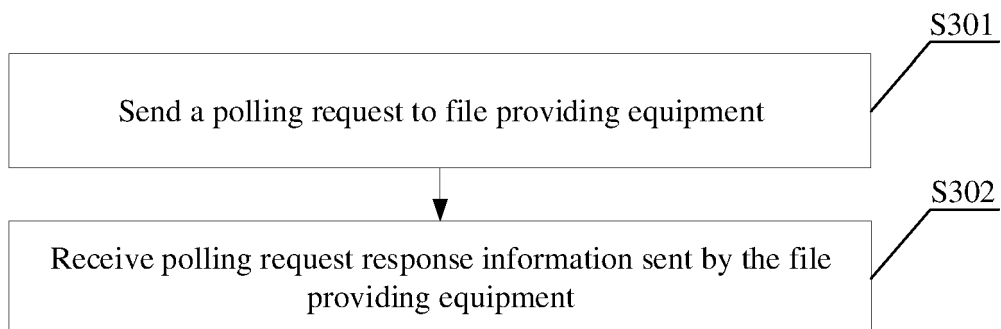 S301
Send a polling request to file providing equipment
S302
Receive polling request response information sent by the file
providing equipment